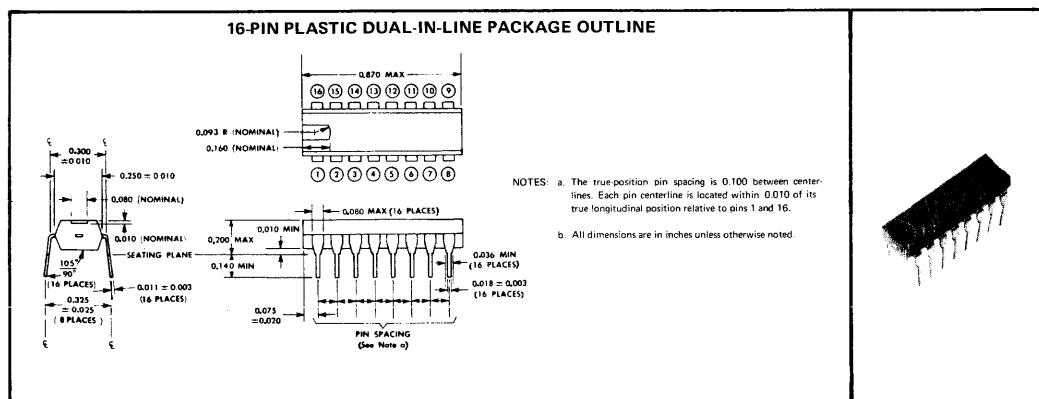 16-PIN PLASTIC DUAL-IN-LINE PACKAGE OUTLINE
0.870 MAX
16 15 14 13 12 11 10 9
0.093 R (NOMINAL)
0.160 (NOMINAL)
1 2 3 4 5 6 7 8
℄ ℄
0.300
±0.010
0.250 ± 0.010
0.080 (NOMINAL)
0.010 (NOMINAL)
SEATING PLANE
105°
90°
(16 PLACES)
0.011 ± 0.003
(16 PLACES)
0.325
±0.025
(8 PLACES)
℄ ℄
0.080 MAX (16 PLACES)
0.010 MIN
0.200 MAX
0.140 MIN
0.036 MIN
(16 PLACES)
0.018 ± 0.003
(16 PLACES)
0.075
±0.020
PIN SPACING
(See Note a)
NOTES: a. The true-position pin spacing is 0.100 between center-
lines. Each pin centerline is located within 0.010 of its
true longitudinal position relative to pins 1 and 16.
b. All dimensions are in inches unless otherwise noted.